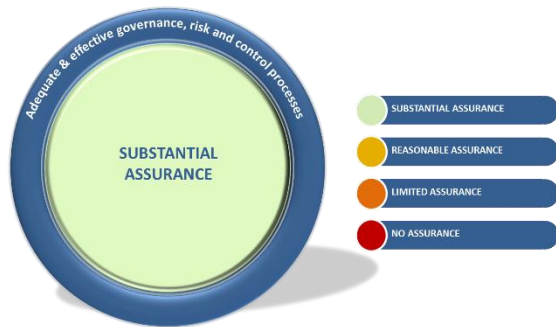 Adequate & effective governance, risk and control processes
SUBSTANTIAL
ASSURANCE
SUBSTANTIAL ASSURANCE
REASONABLE ASSURANCE
LIMITED ASSURANCE
NO ASSURANCE